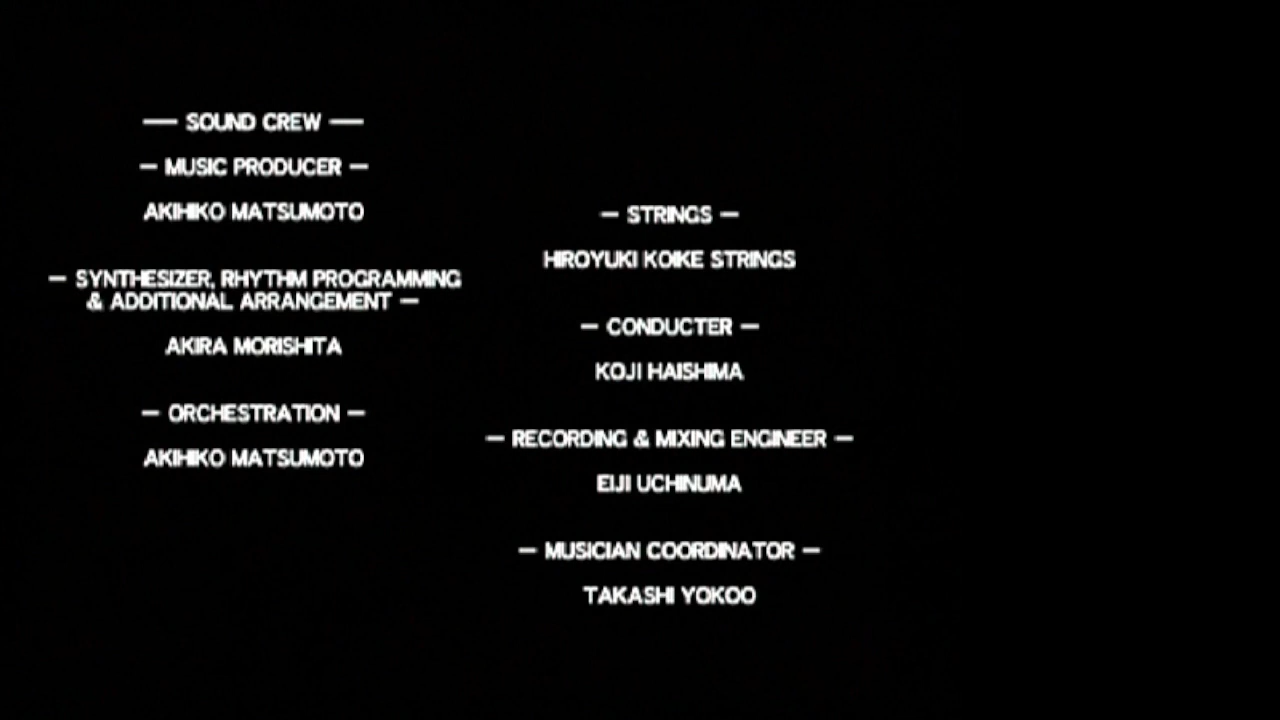 — SOUND CREW —
— MUSIC PRODUCER —
AKIHIKO MATSUMOTO
— SYNTHESIZER, RHYTHM PROGRAMMING
& ADDITIONAL ARRANGEMENT —
AKIRA MORISHITA
— ORCHESTRATION —
AKIHIKO MATSUMOTO
— STRINGS —
HIROYUKI KOIKE STRINGS
— CONDUCTER —
KOJI HAISHIMA
— RECORDING & MIXING ENGINEER —
EIJI UCHINUMA
— MUSICIAN COORDINATOR —
TAKASHI YOKOO